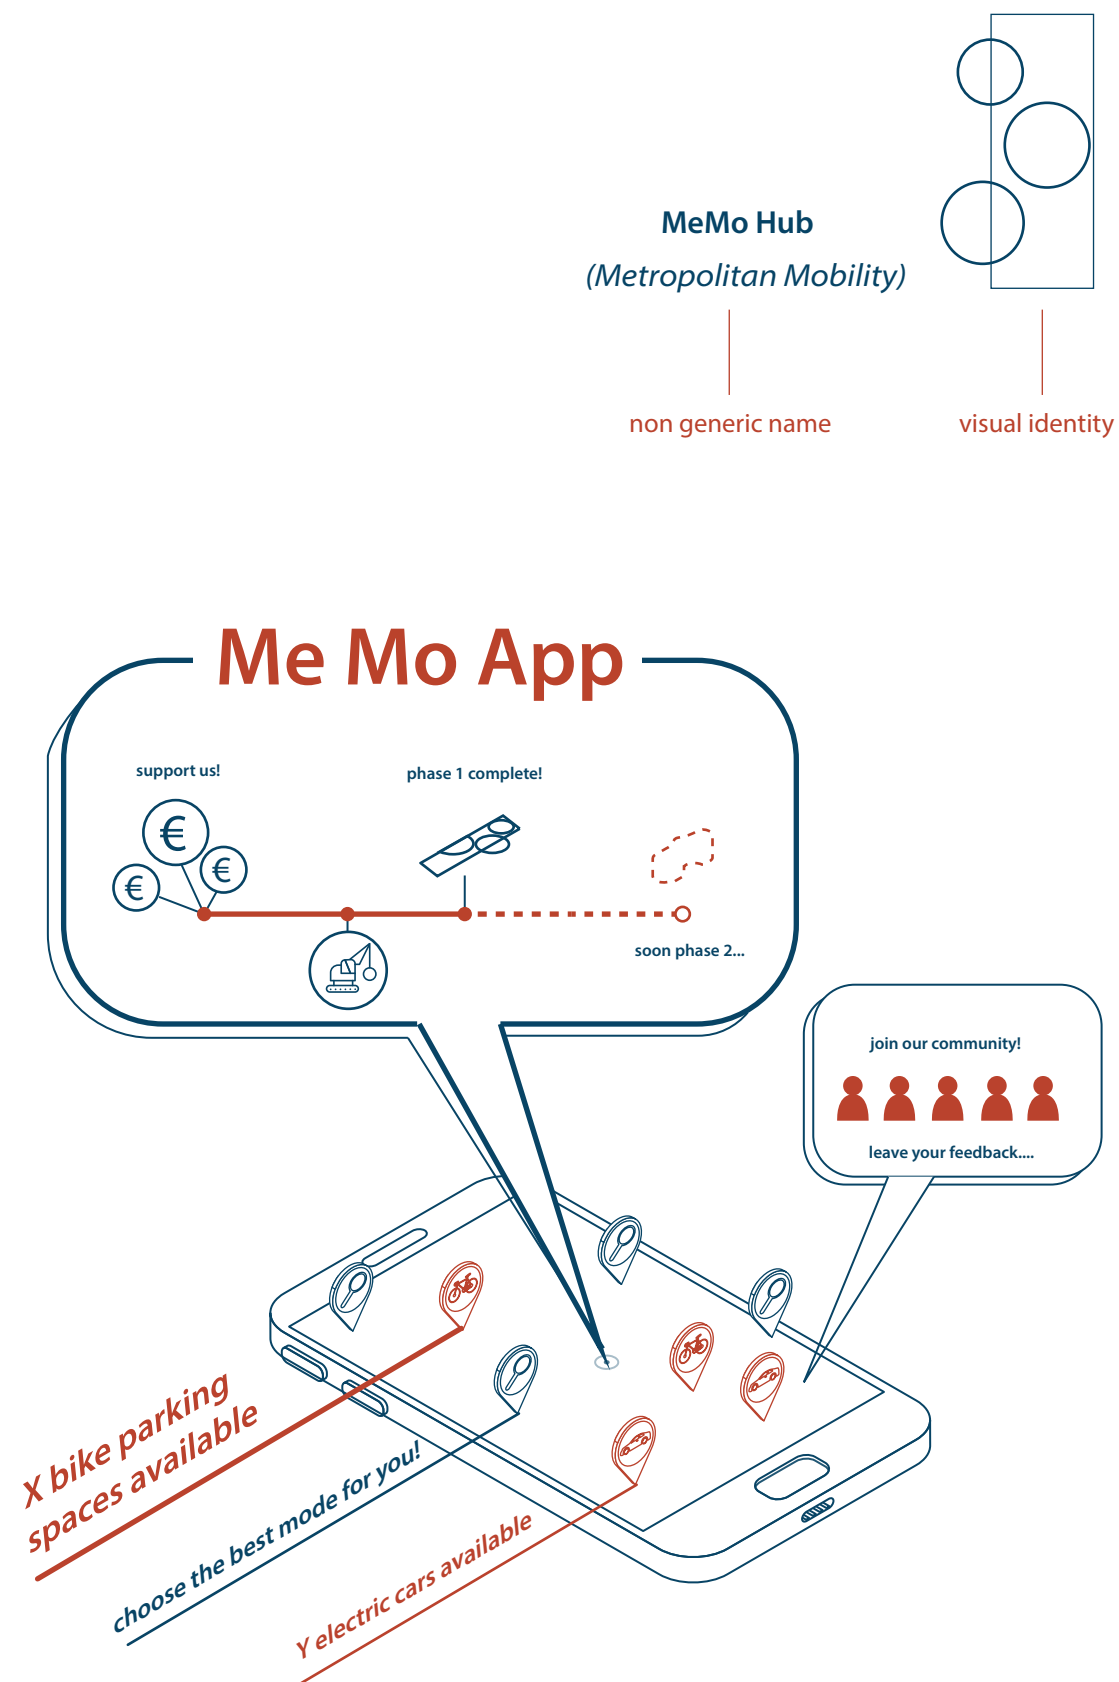 MeMo Hub
(Metropolitan Mobility)
non generic name
visual identity
Me Mo App
support us!
phase 1 complete!
€
€
€
soon phase 2...
join our community!
leave your feedback....
X bike parking
spaces available
choose the best mode for you!
Y electric cars available